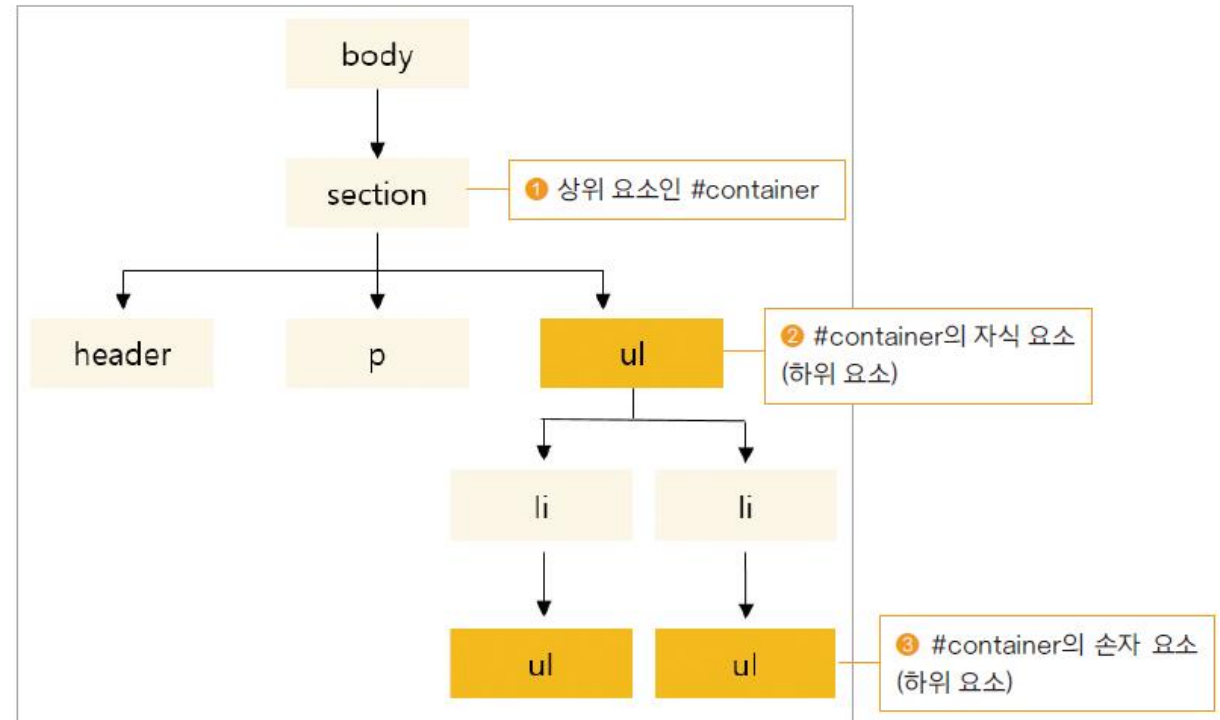 body
section
❶ 상위 요소인 #container
header
p
ul
❷ #container의 자식 요소
(하위 요소)
li
li
ul
ul
❸ #container의 손자 요소
(하위 요소)